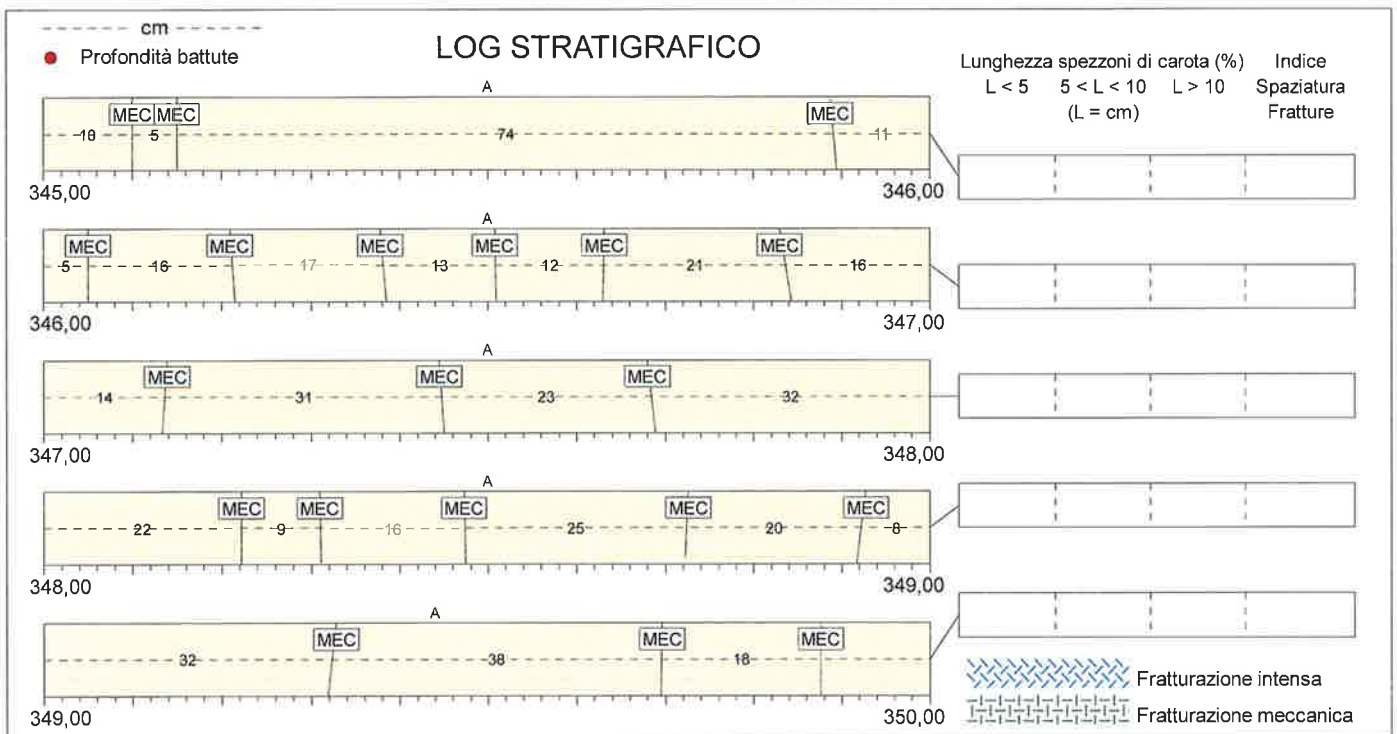 cm
Profondità battute
LOG STRATIGRAFICO
Lunghezza spezzoni di carota (%) Indice
L < 5 5 < L < 10 L > 10 Spaziatura
(L = cm) Fratture
A
MEC MEC MEC
10 5 74 11
345,00 346,00
A
MEC MEC MEC MEC MEC MEC
5 16 17 13 12 21 16
346,00 347,00
A
MEC MEC MEC
14 31 23 32
347,00 348,00
A
MEC MEC MEC MEC MEC
22 9 16 25 20 8
348,00 349,00
A
MEC MEC MEC
32 38 18
349,00 350,00
Fratturazione intensa
Fratturazione meccanica